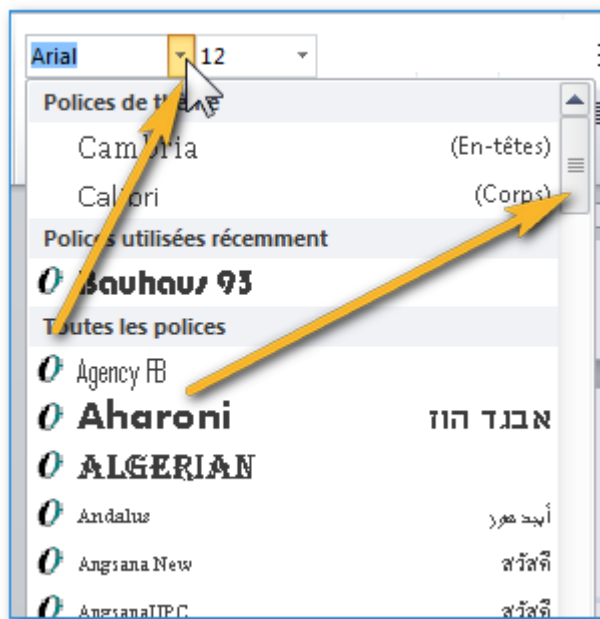 Arial 12
Polices de thème
Cambria (En-têtes)
Calibri (Corps)
Polices utilisées récemment
Bauhaus 93
Toutes les polices
Agency FB
Aharoni אבגד הוז
ALGERIAN
Andalus أبجد هوز
Angsana New สวัสดี
AngsanaUPC สวัสดี